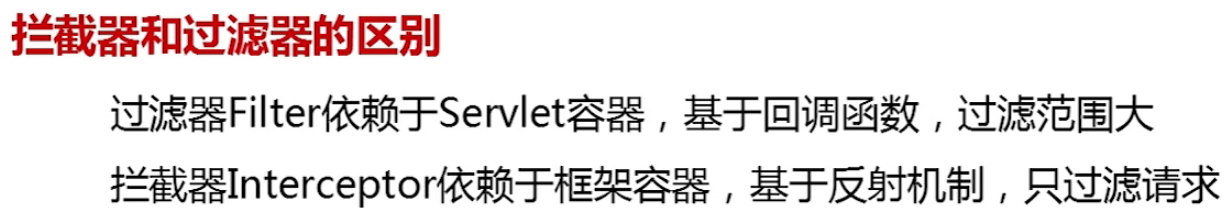 拦截器和过滤器的区别
过滤器Filter依赖于Servlet容器，基于回调函数，过滤范围大
拦截器Interceptor依赖于框架容器，基于反射机制，只过滤请求